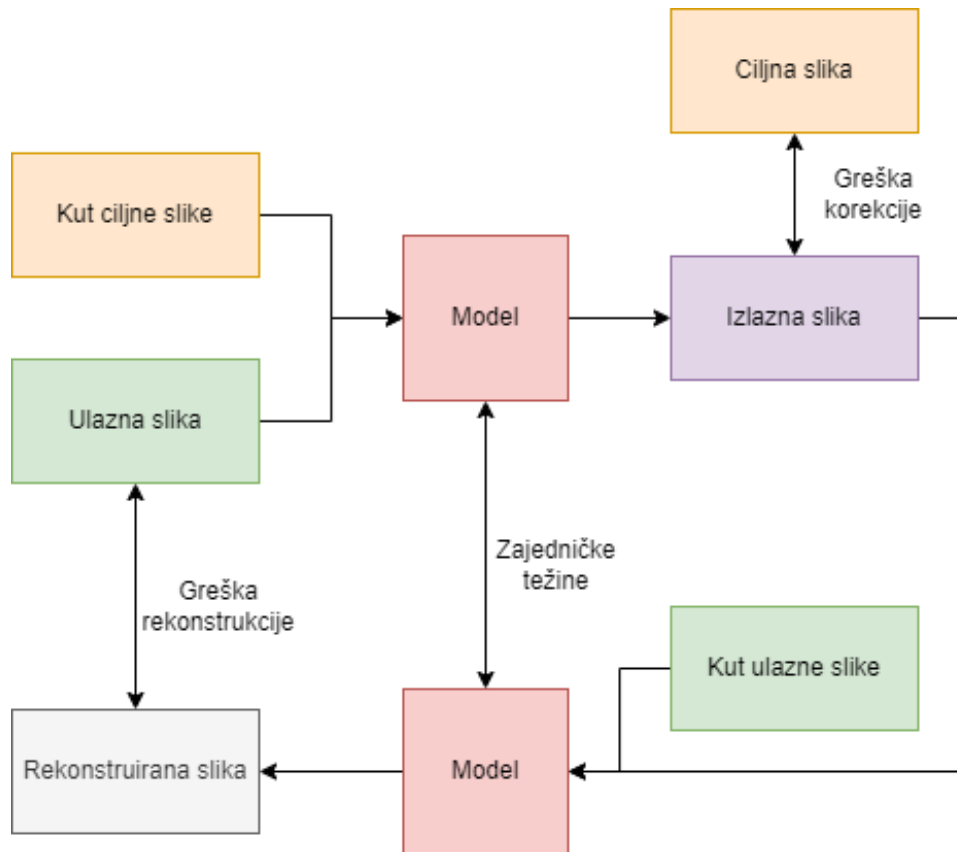 Ciljna slika
Kut ciljne slike
Greška
korekcije
Model
Izlazna slika
Ulazna slika
Zajedničke
težine
Greška
rekonstrukcije
Kut ulazne slike
Rekonstruirana slika
Model